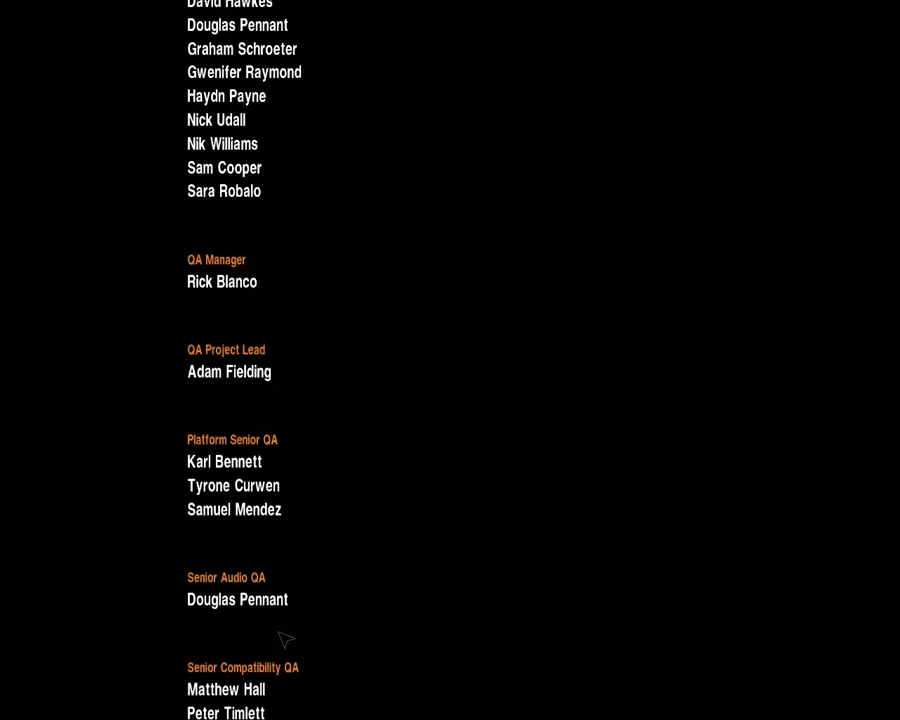 David Hawkes
Douglas Pennant
Graham Schroeter
Gwenifer Raymond
Haydn Payne
Nick Udall
Nik Williams
Sam Cooper
Sara Robalo
QA Manager
Rick Blanco
QA Project Lead
Adam Fielding
Platform Senior QA
Karl Bennett
Tyrone Curwen
Samuel Mendez
Senior Audio QA
Douglas Pennant
Senior Compatibility QA
Matthew Hall
Peter Timlett